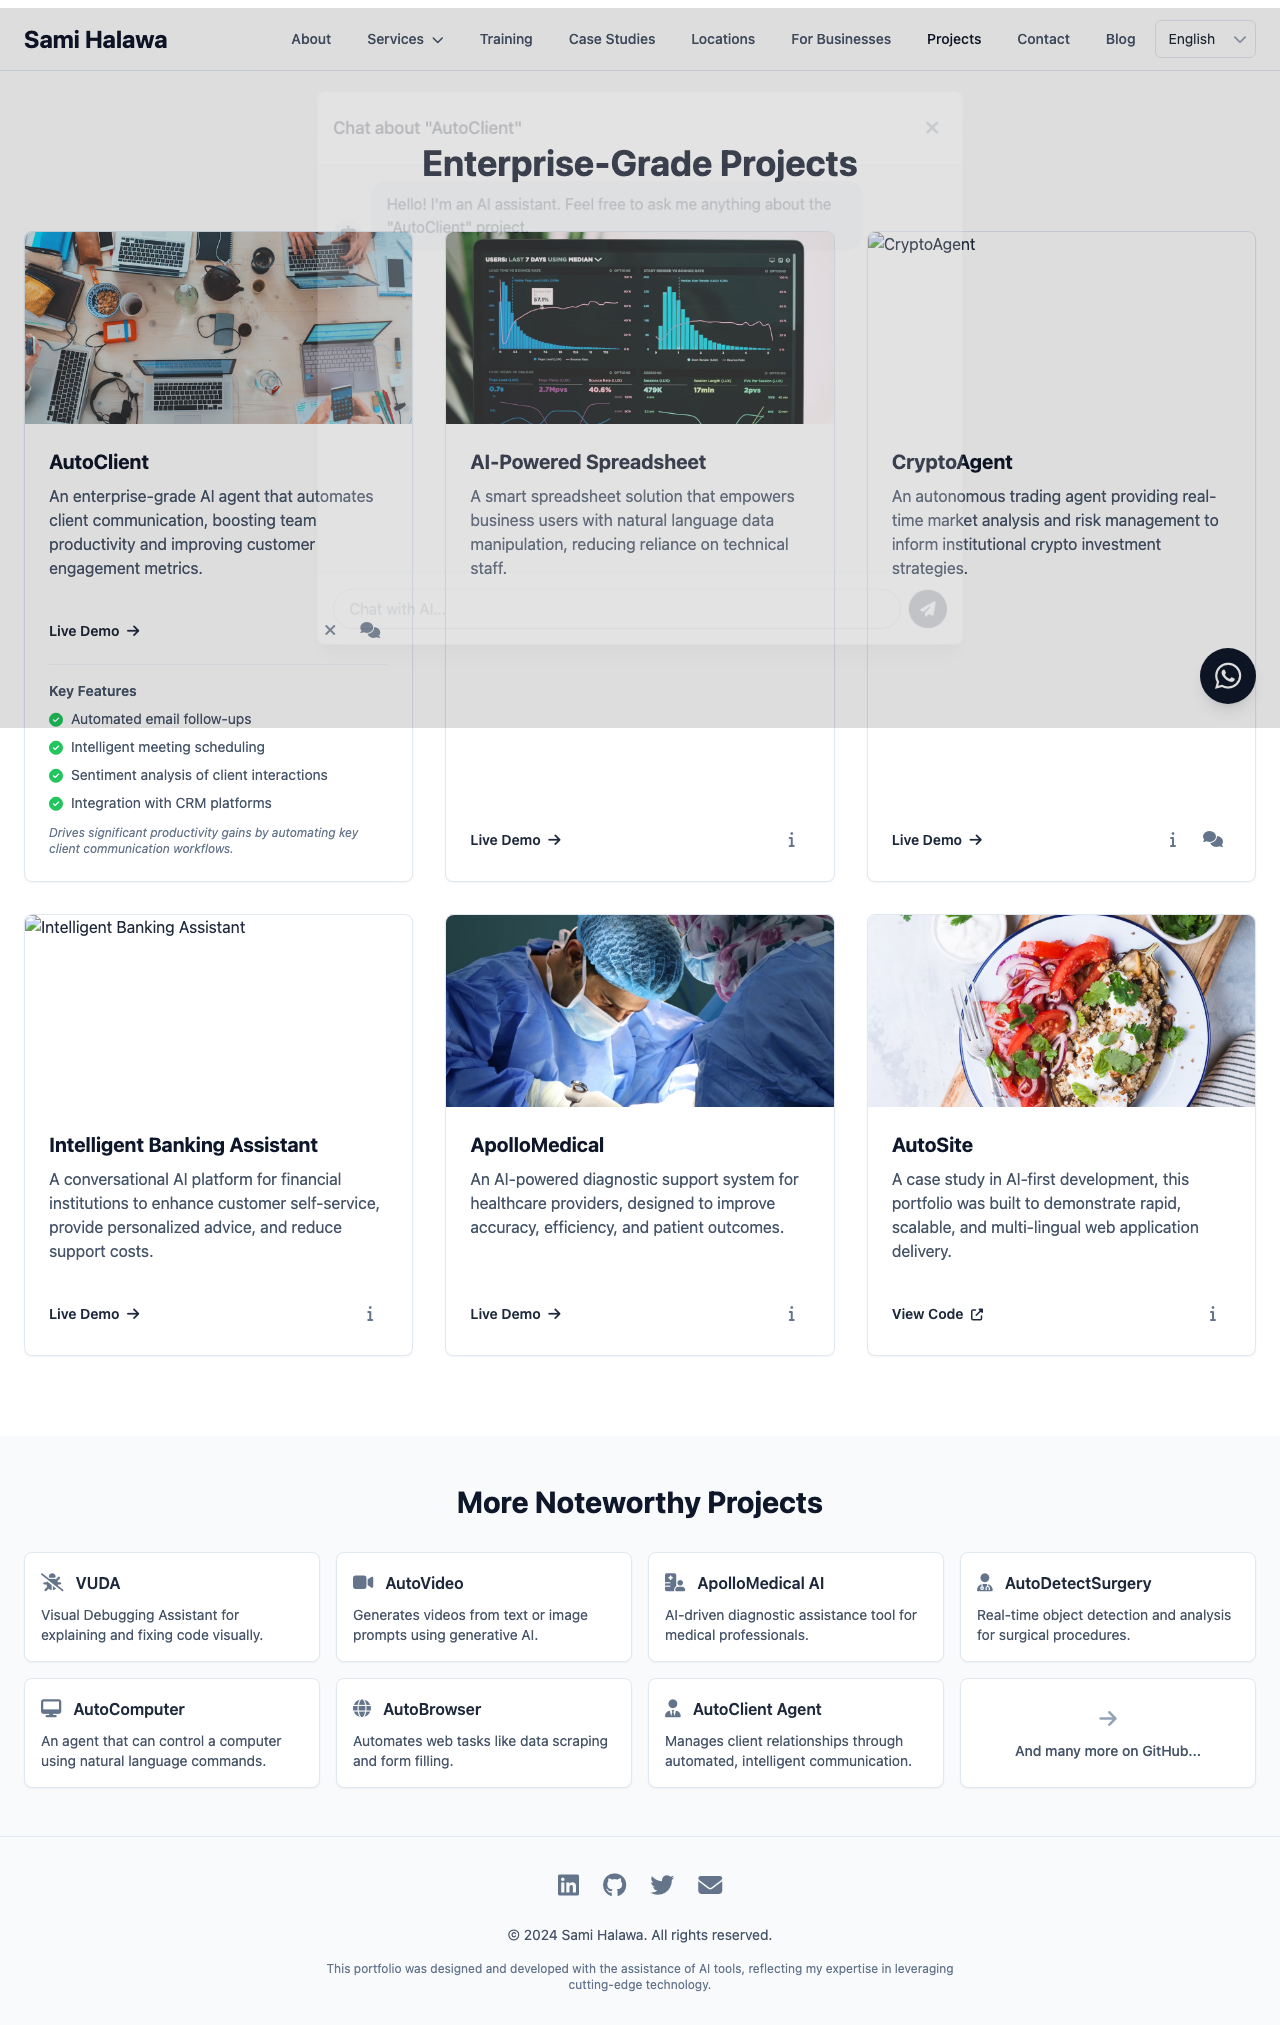 Sami Halawa
About
Services
Training
Case Studies
Locations
For Businesses
Projects
Contact
Blog
English
Chat about "AutoClient"
Enterprise-Grade Projects
Hello! I'm an AI assistant. Feel free to ask me anything about the
"AutoClient" project.
USERS: LAST 7 DAYS USING MEDIAN
CryptoAgent
AutoClient
An enterprise-grade AI agent that automates
client communication, boosting team
productivity and improving customer
engagement metrics.
Live Demo
Key Features
Automated email follow-ups
Intelligent meeting scheduling
Sentiment analysis of client interactions
Integration with CRM platforms
Drives significant productivity gains by automating key
client communication workflows.
AI-Powered Spreadsheet
A smart spreadsheet solution that empowers
business users with natural language data
manipulation, reducing reliance on technical
staff.
Chat with AI...
Live Demo
CryptoAgent
An autonomous trading agent providing real-
time market analysis and risk management to
inform institutional crypto investment
strategies.
Live Demo
Intelligent Banking Assistant
Intelligent Banking Assistant
A conversational AI platform for financial
institutions to enhance customer self-service,
provide personalized advice, and reduce
support costs.
Live Demo
ApolloMedical
An AI-powered diagnostic support system for
healthcare providers, designed to improve
accuracy, efficiency, and patient outcomes.
Live Demo
AutoSite
A case study in AI-first development, this
portfolio was built to demonstrate rapid,
scalable, and multi-lingual web application
delivery.
View Code
More Noteworthy Projects
VUDA
Visual Debugging Assistant for
explaining and fixing code visually.
AutoVideo
Generates videos from text or image
prompts using generative AI.
ApolloMedical AI
AI-driven diagnostic assistance tool for
medical professionals.
AutoDetectSurgery
Real-time object detection and analysis
for surgical procedures.
AutoComputer
An agent that can control a computer
using natural language commands.
AutoBrowser
Automates web tasks like data scraping
and form filling.
AutoClient Agent
Manages client relationships through
automated, intelligent communication.
And many more on GitHub...
© 2024 Sami Halawa. All rights reserved.
This portfolio was designed and developed with the assistance of AI tools, reflecting my expertise in leveraging
cutting-edge technology.